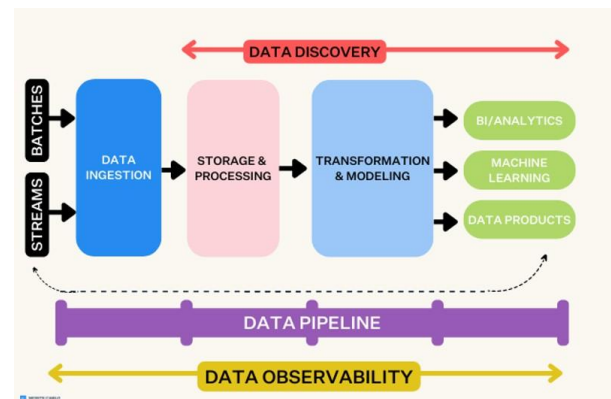 DATA DISCOVERY
BATCHES
STREAMS
DATA
INGESTION
STORAGE &
PROCESSING
TRANSFORMATION
& MODELING
BI/ANALYTICS
MACHINE
LEARNING
DATA PRODUCTS
DATA PIPELINE
DATA OBSERVABILITY